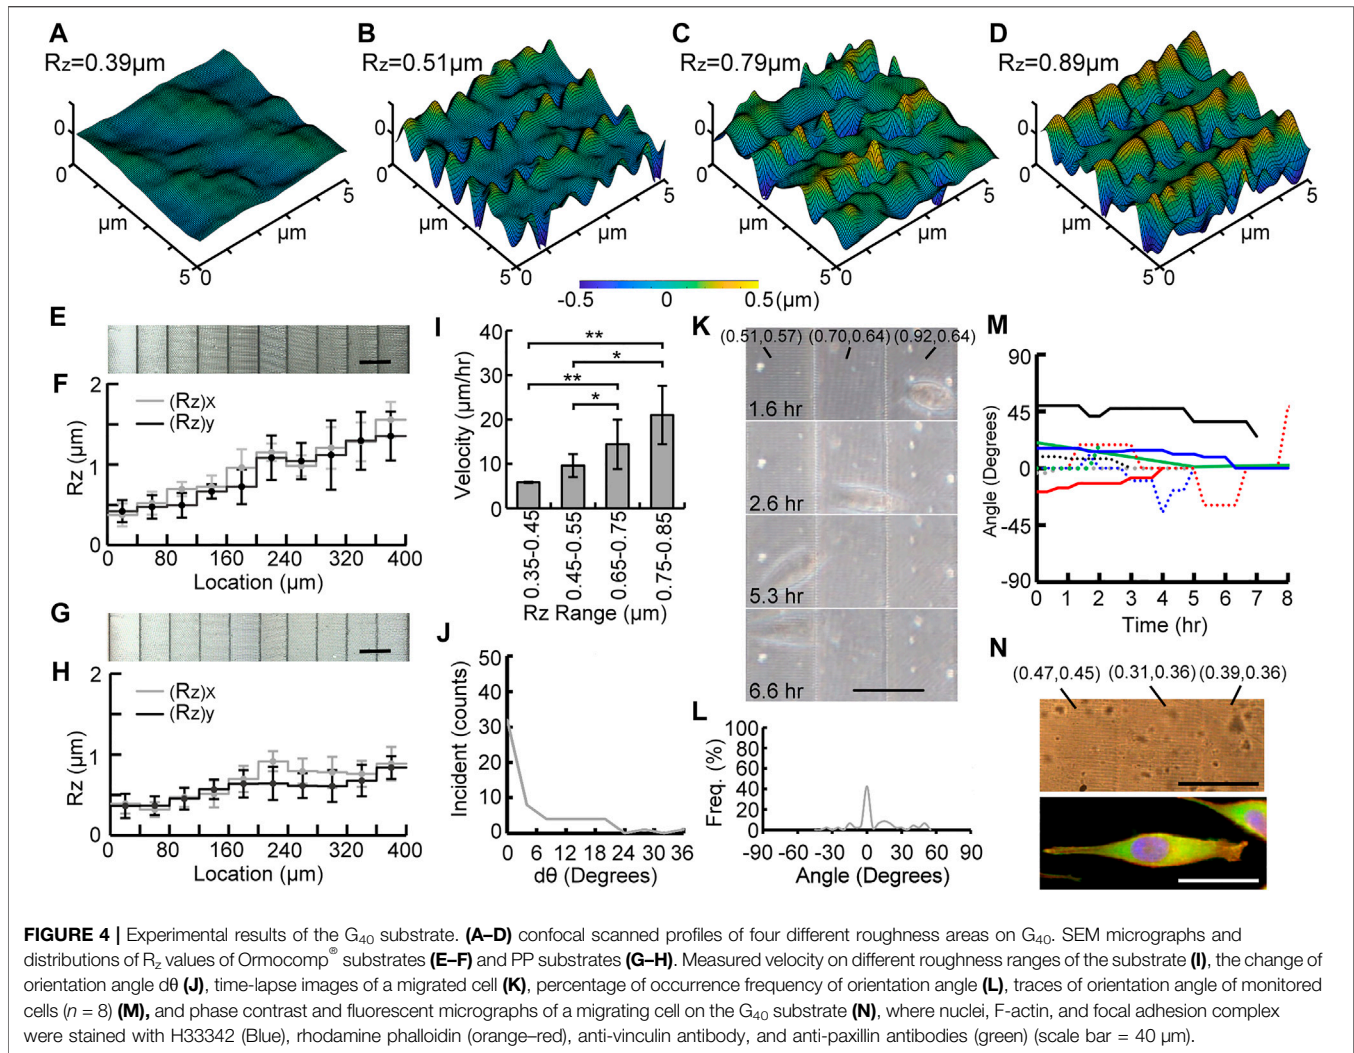 A
B
C
D
Rz=0.39μm
Rz=0.51μm
Rz=0.79μm
Rz=0.89μm
0
0
0
0
0
0
0
0
5
5
5
5
μm
μm
μm
μm
μm
μm
μm
μm
5 0
5 0
5 0
5 0
-0.5
0
0.5(μm)
E
F
2
1
0
Rz (μm)
(Rz)x
(Rz)y
0 80 160 240 320 400
Location (μm)
G
H
2
1
0
Rz (μm)
(Rz)x
(Rz)y
0 80 160 240 320 400
Location (μm)
I
40
30
20
10
0
Velocity (μm/hr)
**
*
**
*
0.35-0.45
0.45-0.55
0.65-0.75
0.75-0.85
Rz Range (μm)
J
50
40
30
20
10
0
Incident (counts)
0 6 12 18 24 30 36
dθ (Degrees)
K
(0.51,0.57)
(0.70,0.64)
(0.92,0.64)
1.6 hr
2.6 hr
5.3 hr
6.6 hr
L
100
80
60
40
20
0
Freq. (%)
-90 -60 -30 0 30 60 90
Angle (Degrees)
M
90
45
0
-45
-90
Angle (Degrees)
0 1 2 3 4 5 6 7 8
Time (hr)
N
(0.47,0.45)
(0.31,0.36)
(0.39,0.36)
FIGURE 4 | Experimental results of the G40 substrate. (A–D) confocal scanned profiles of four different roughness areas on G40. SEM micrographs and
distributions of Rz values of Ormocomp® substrates (E–F) and PP substrates (G–H). Measured velocity on different roughness ranges of the substrate (I), the change of
orientation angle dθ (J), time-lapse images of a migrated cell (K), percentage of occurrence frequency of orientation angle (L), traces of orientation angle of monitored
cells (n = 8) (M), and phase contrast and fluorescent micrographs of a migrating cell on the G40 substrate (N), where nuclei, F-actin, and focal adhesion complex
were stained with H33342 (Blue), rhodamine phalloidin (orange–red), anti-vinculin antibody, and anti-paxillin antibodies (green) (scale bar = 40 μm).